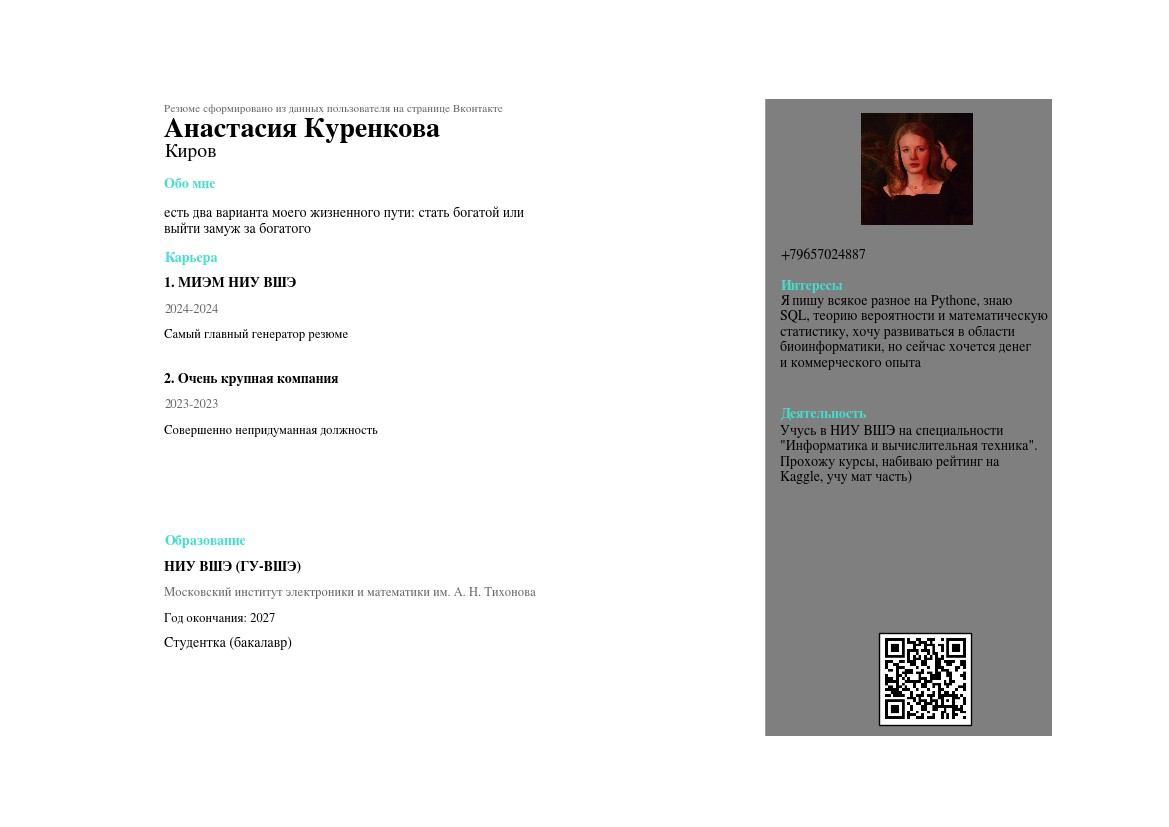 Резюме сформировано из данных пользователя на странице Вконтакте
Анастасия Куренкова
Киров
Обо мне
есть два варианта моего жизненного пути: стать богатой или
выйти замуж за богатого
Карьера
1. МИЭМ НИУ ВШЭ
2024-2024
Самый главный генератор резюме
2. Очень крупная компания
2023-2023
Совершенно непридуманная должность
Образование
НИУ ВШЭ (ГУ-ВШЭ)
Московский институт электроники и математики им. А. Н. Тихонова
Год окончания: 2027
Студентка (бакалавр)
+79657024887
Интересы
Я пишу всякое разное на Pythone, знаю
SQL, теорию вероятности и математическую
статистику, хочу развиваться в области
биоинформатики, но сейчас хочется денег
и коммерческого опыта
Деятельность
Учусь в НИУ ВШЭ на специальности
"Информатика и вычислительная техника".
Прохожу курсы, набиваю рейтинг на
Kaggle, учу мат часть)